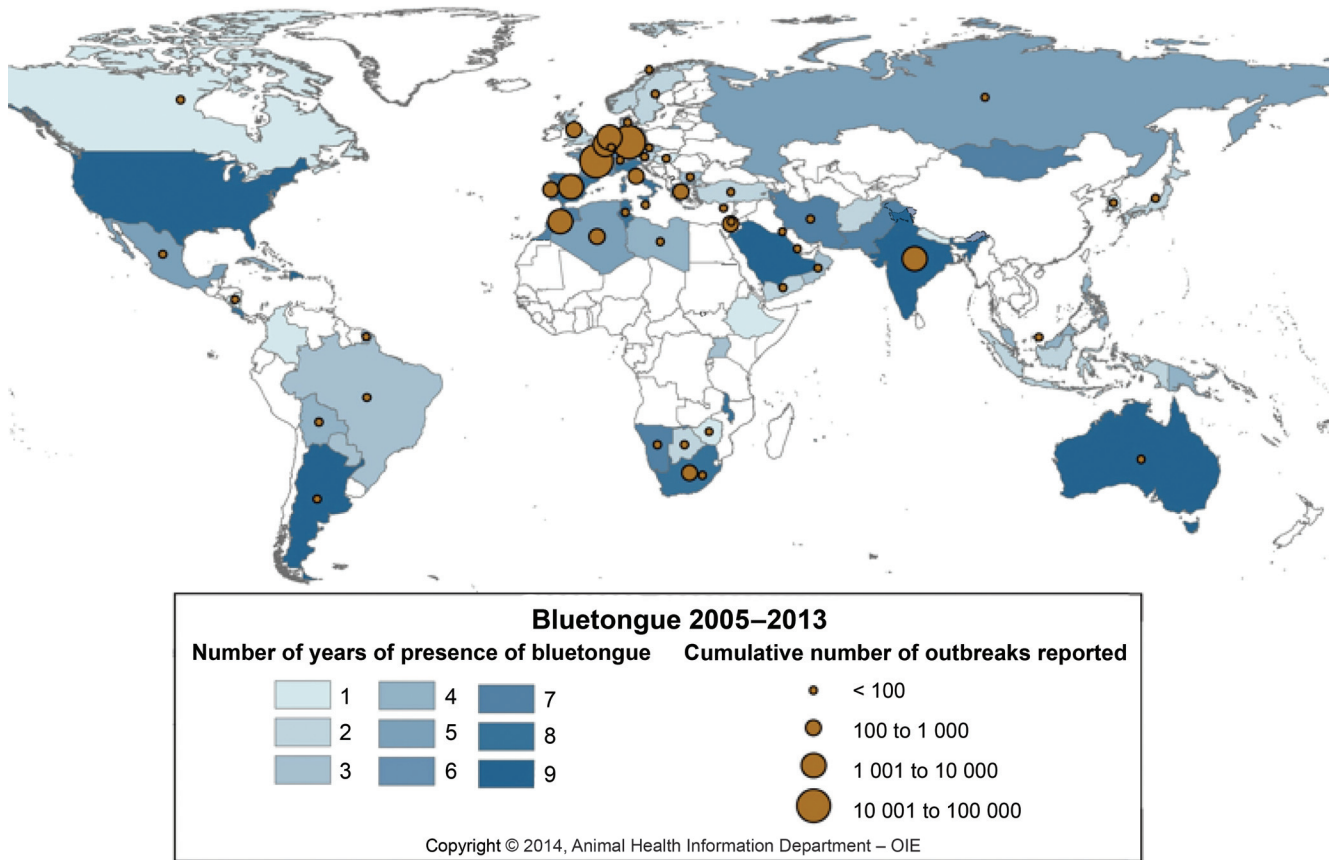 Bluetongue 2005–2013
Number of years of presence of bluetongue
1
2
3
4
5
6
7
8
9
Cumulative number of outbreaks reported
< 100
100 to 1 000
1 001 to 10 000
10 001 to 100 000
Copyright © 2014, Animal Health Information Department – OIE